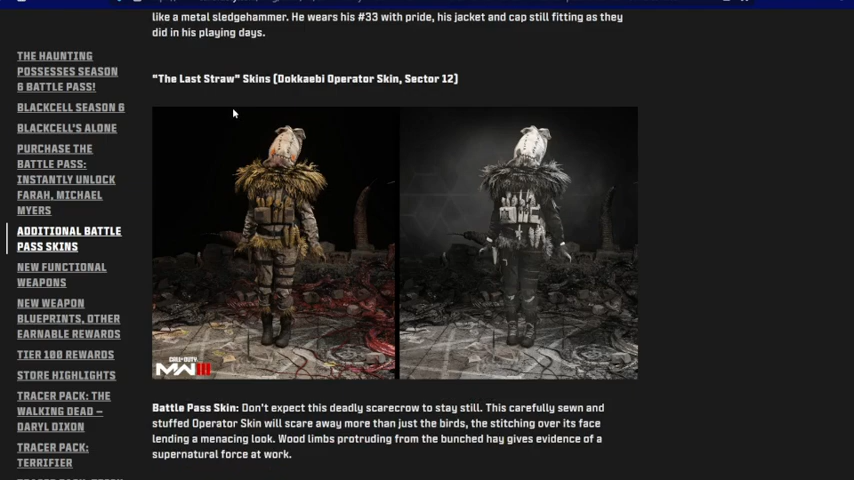 like a metal sledgehammer. He wears his #33 with pride, his jacket and cap still fitting as they
did in his playing days.
"The Last Straw" Skins (Dokkaebi Operator Skin, Sector 12)
THE HAUNTING
POSSESSES SEASON
6 BATTLE PASS!
BLACKCELL SEASON 6
BLACKCELL'S ALONE
PURCHASE THE
BATTLE PASS:
INSTANTLY UNLOCK
FARAH, MICHAEL
MYERS
ADDITIONAL BATTLE
PASS SKINS
NEW FUNCTIONAL
WEAPONS
NEW WEAPON
BLUEPRINTS, OTHER
EARNABLE REWARDS
TIER 100 REWARDS
STORE HIGHLIGHTS
TRACER PACK: THE
WALKING DEAD –
DARYL DIXON
TRACER PACK:
TERRIFIER
CALL OF DUTY
MWIII
Battle Pass Skin: Don't expect this deadly scarecrow to stay still. This carefully sewn and
stuffed Operator Skin will scare away more than just the birds, the stitching over its face
lending a menacing look. Wood limbs protruding from the bunched hay gives evidence of a
supernatural force at work.